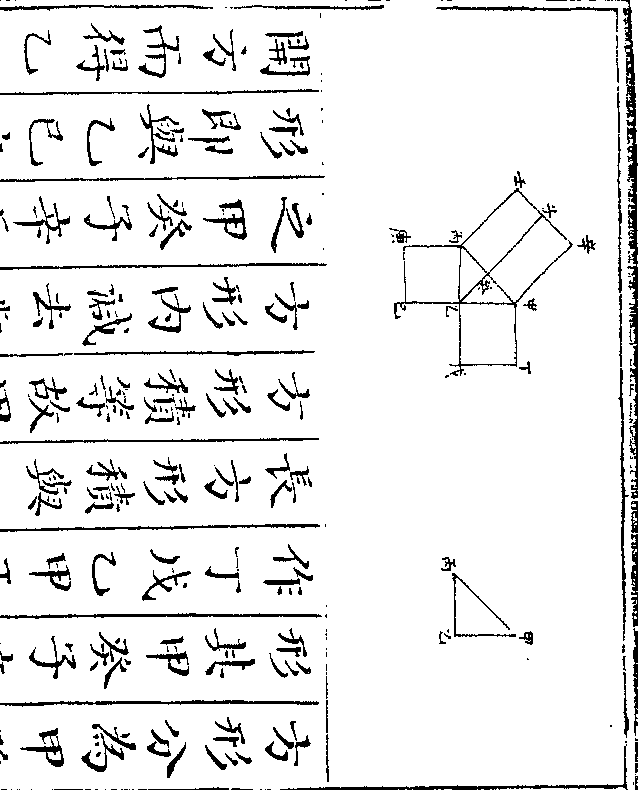 甲
丙
乙
辛
子
壬
丁
甲
癸
丙
戊
乙
己
庚
方形分為甲
形其甲癸子
作丁戊乙甲
長方形積與
方形積等故
方形內減去
之甲癸子辛
形即與乙巳
開方而得乙